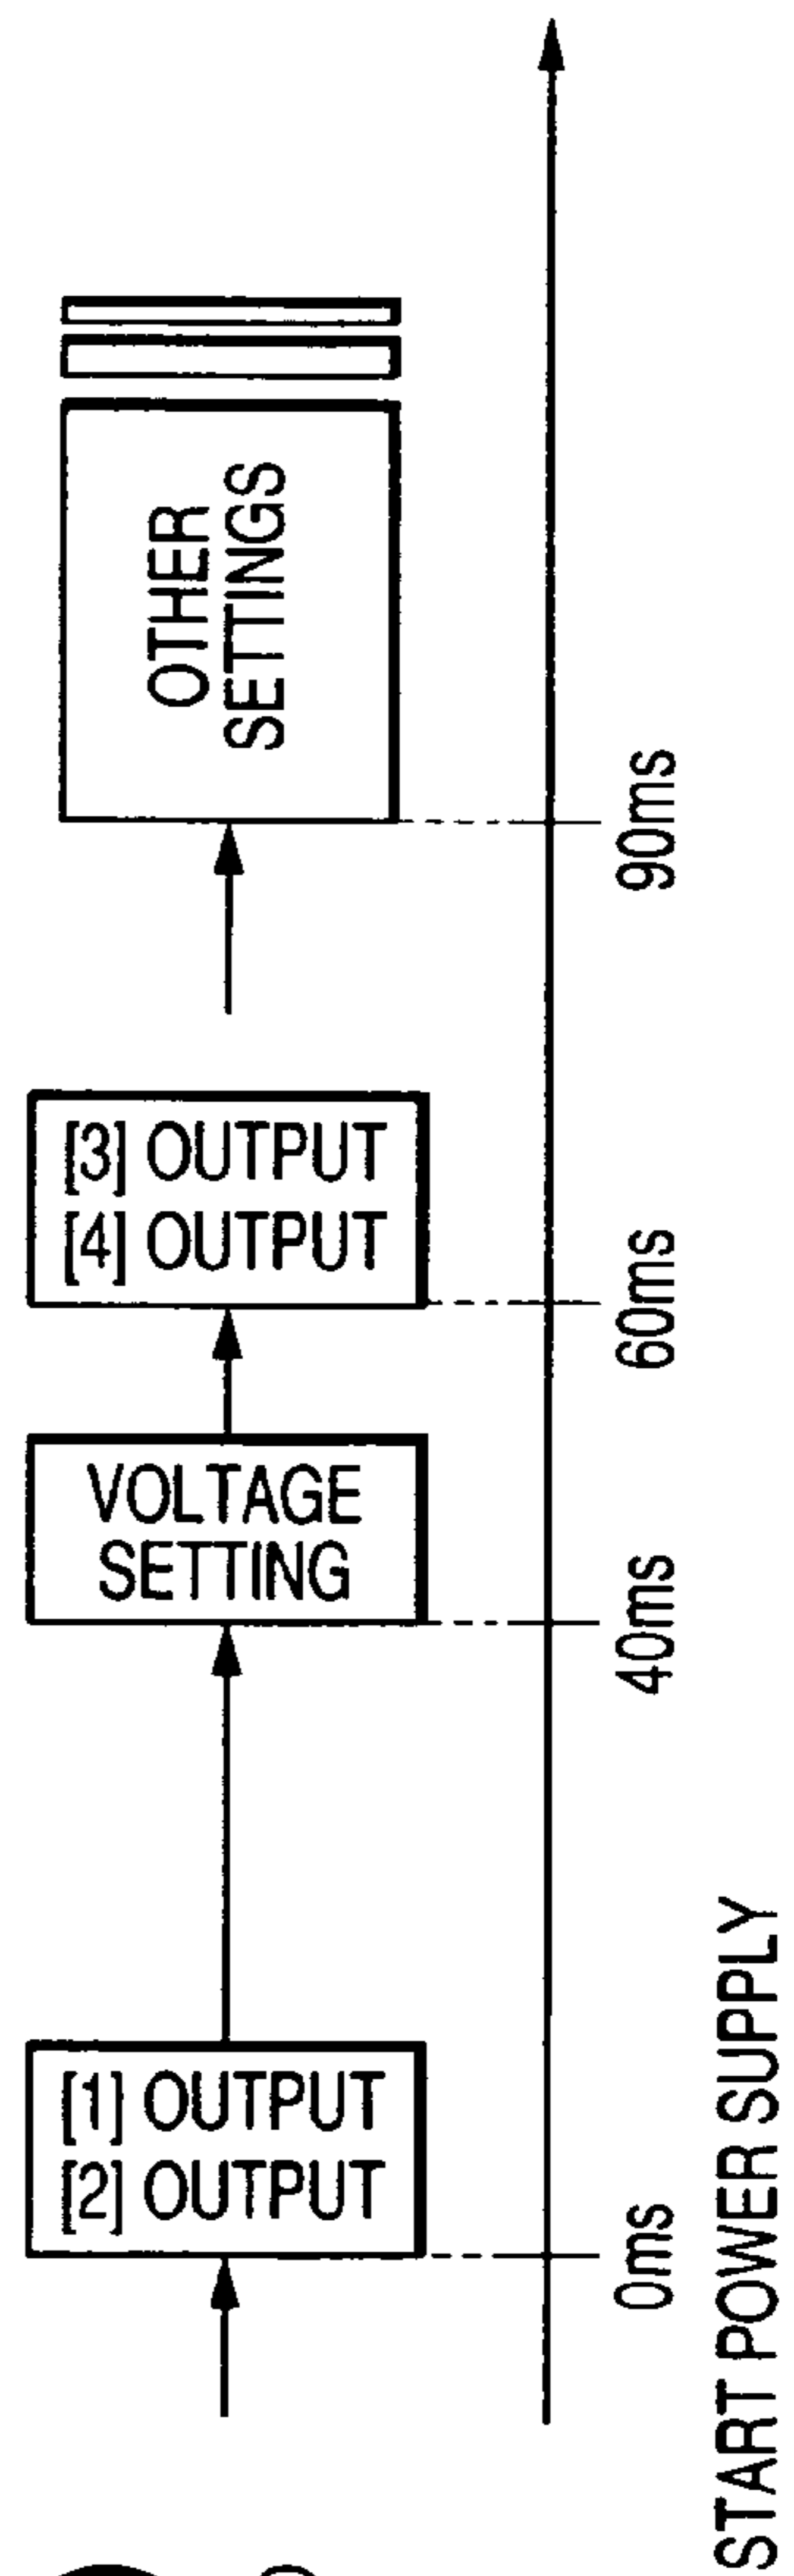 OTHER
SETTINGS
90ms
[3] OUTPUT
[4] OUTPUT
60ms
VOLTAGE
SETTING
40ms
[1] OUTPUT
[2] OUTPUT
0ms
START POWER SUPPLY